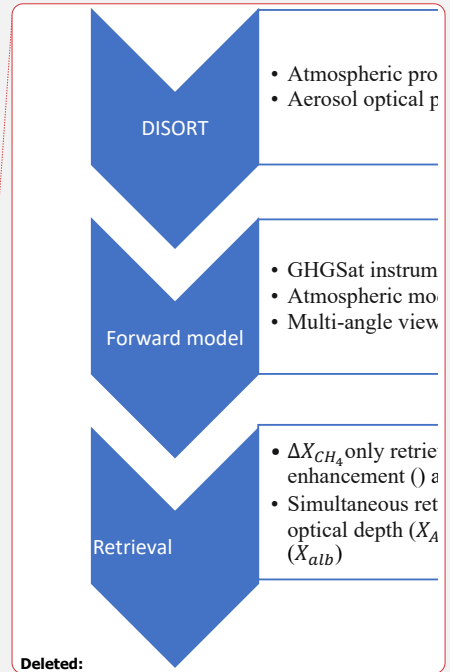 DISORT
• Atmospheric pro
• Aerosol optical p
Forward model
• GHGSat instrum
• Atmospheric mo
• Multi-angle view
Retrieval
• ΔX_{CH_4} only retrie
enhancement () a
• Simultaneous ret
optical depth (X_A
(X_{alb})
Deleted: